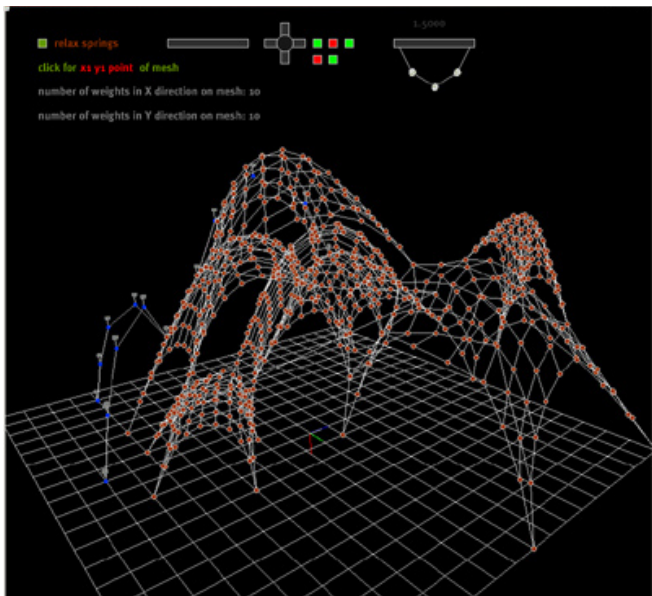 1.5000
relax springs
click for x1 y1 point of mesh
number of weights in X direction on mesh: 10
number of weights in Y direction on mesh: 10